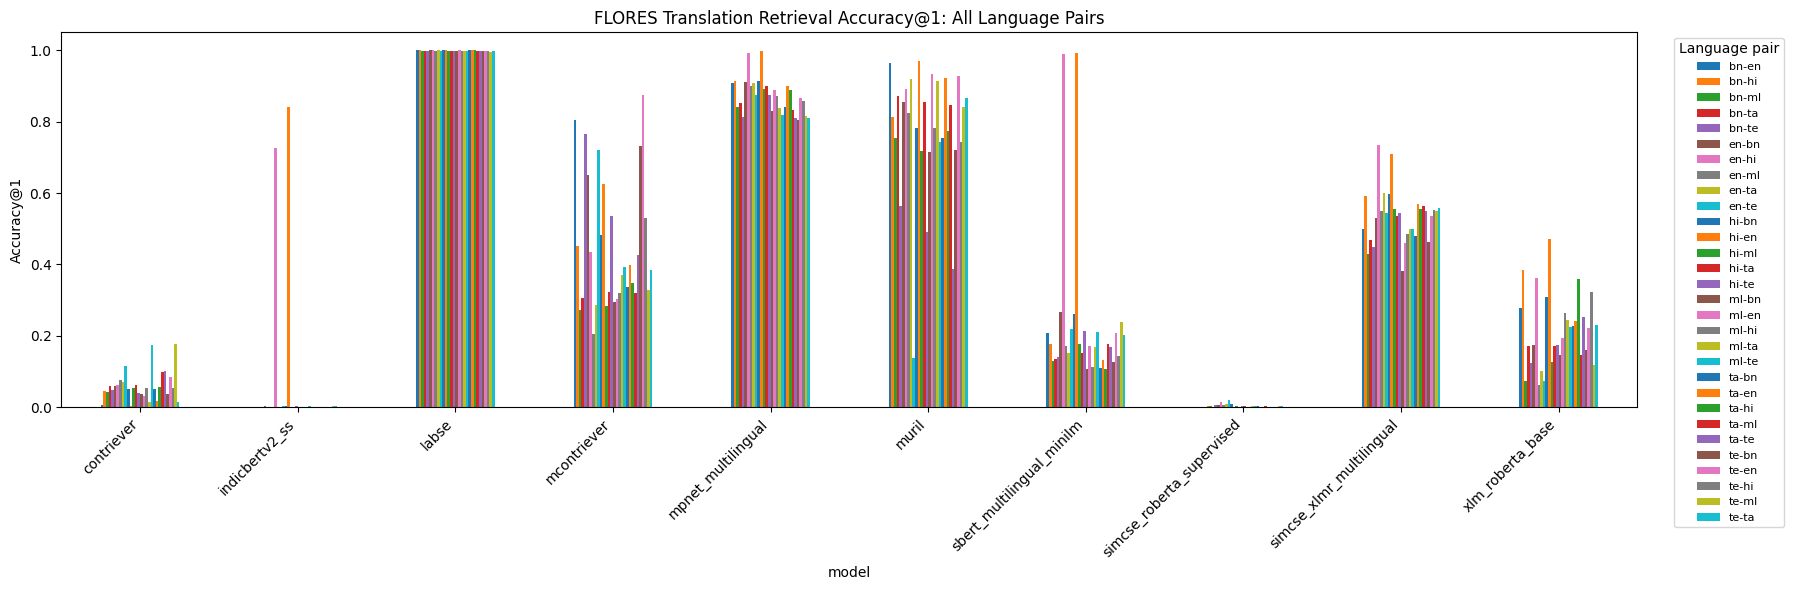 FLORES Translation Retrieval Accuracy@1: All Language Pairs
Accuracy@1
1.0
0.8
0.6
0.4
0.2
0.0
contriever
indicbertv2_ss
labse
mcontriever
mpnet_multilingual
muril
sbert_multilingual_minilm
simcse_roberta_supervised
simcse_xlmr_multilingual
xlm_roberta_base
model
Language pair
bn-en
bn-hi
bn-ml
bn-ta
bn-te
en-bn
en-hi
en-ml
en-ta
en-te
hi-bn
hi-en
hi-ml
hi-ta
hi-te
ml-bn
ml-en
ml-hi
ml-ta
ml-te
ta-bn
ta-en
ta-hi
ta-ml
ta-te
te-bn
te-en
te-hi
te-ml
te-ta